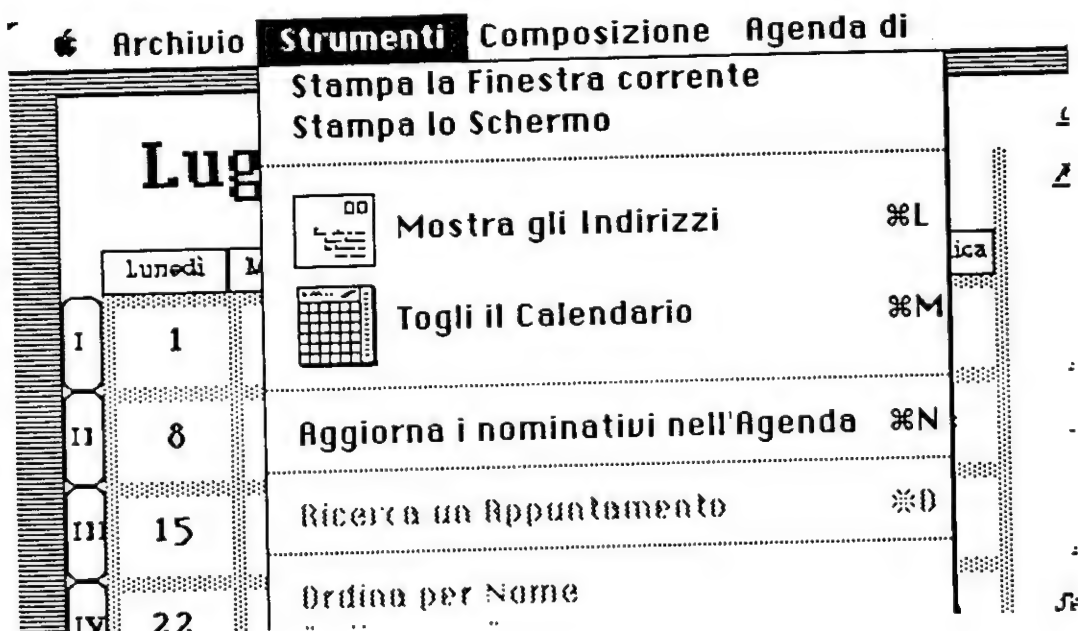 Archivio Strumenti Composizione Agenda di
Stampa la Finestra corrente
Stampa lo Schermo
Lug
Mostra gli Indirizzi ⌘L
Lunedì M ica
Togli il Calendario ⌘M
I 1
Aggiorna i nominativi nell'Agenda ⌘N
II 8
Ricerca un Appuntamento ⌘D
III 15
Ordina per Nome
IV 22